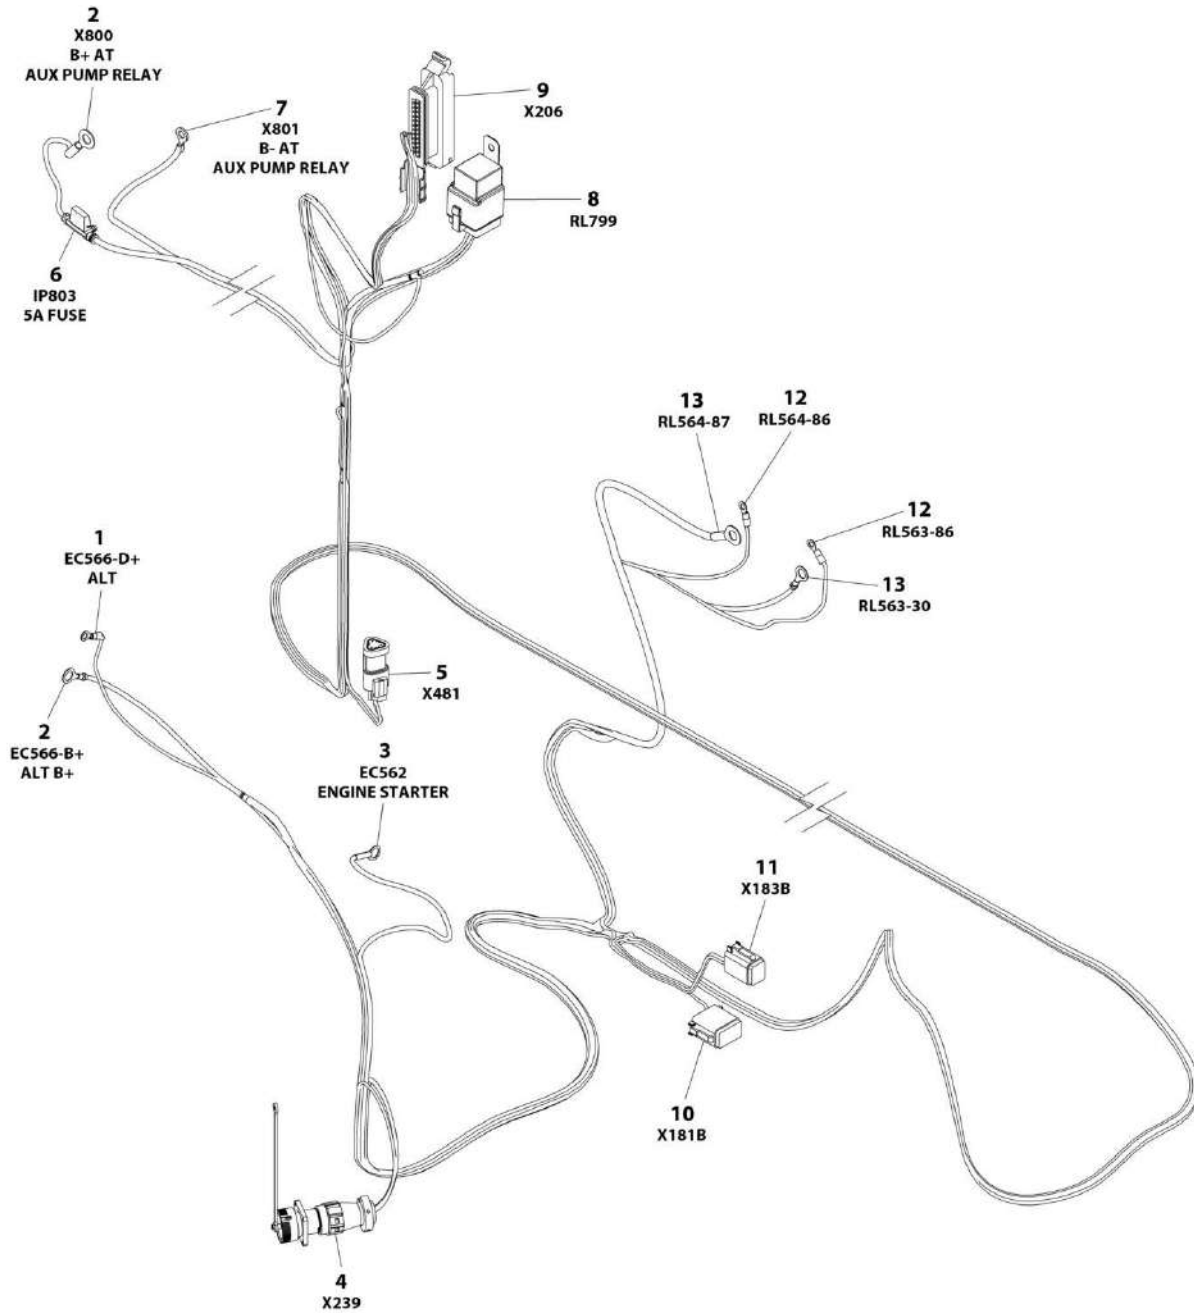 2
X800
B+ AT
AUX PUMP RELAY
7
X801
B- AT
AUX PUMP RELAY
9
X206
8
RL799
6
IP803
5A FUSE
13
RL564-87
12
RL564-86
12
RL563-86
13
RL563-30
1
EC566-D+
ALT
5
X481
2
EC566-B+
ALT B+
3
EC562
ENGINE STARTER
11
X183B
10
X181B
4
X239